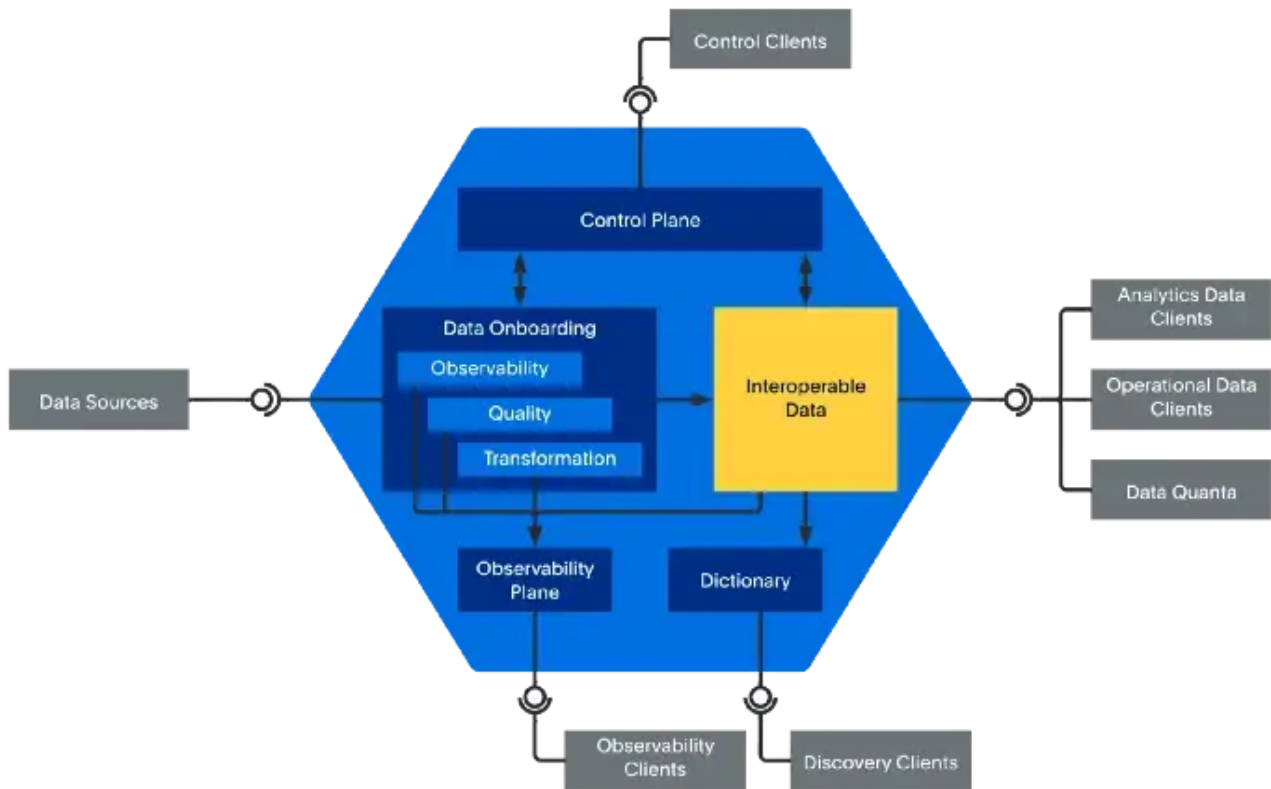 Control Clients
Control Plane
Data Onboarding
Observability
Quality
Transformation
Interoperable
Data
Data Sources
Analytics Data
Clients
Operational Data
Clients
Data Quanta
Observability
Plane
Dictionary
Observability
Clients
Discovery Clients